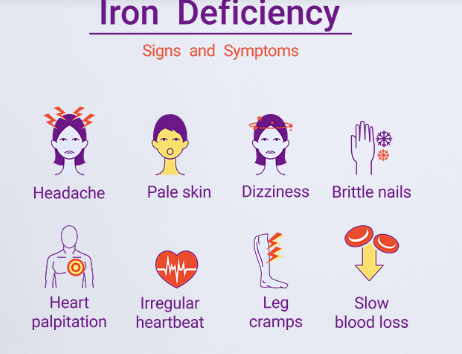 Iron Deficiency
Signs and Symptoms
Headache
Pale skin
Dizziness
Brittle nails
Heart
palpitation
Irregular
heartbeat
Leg
cramps
Slow
blood loss